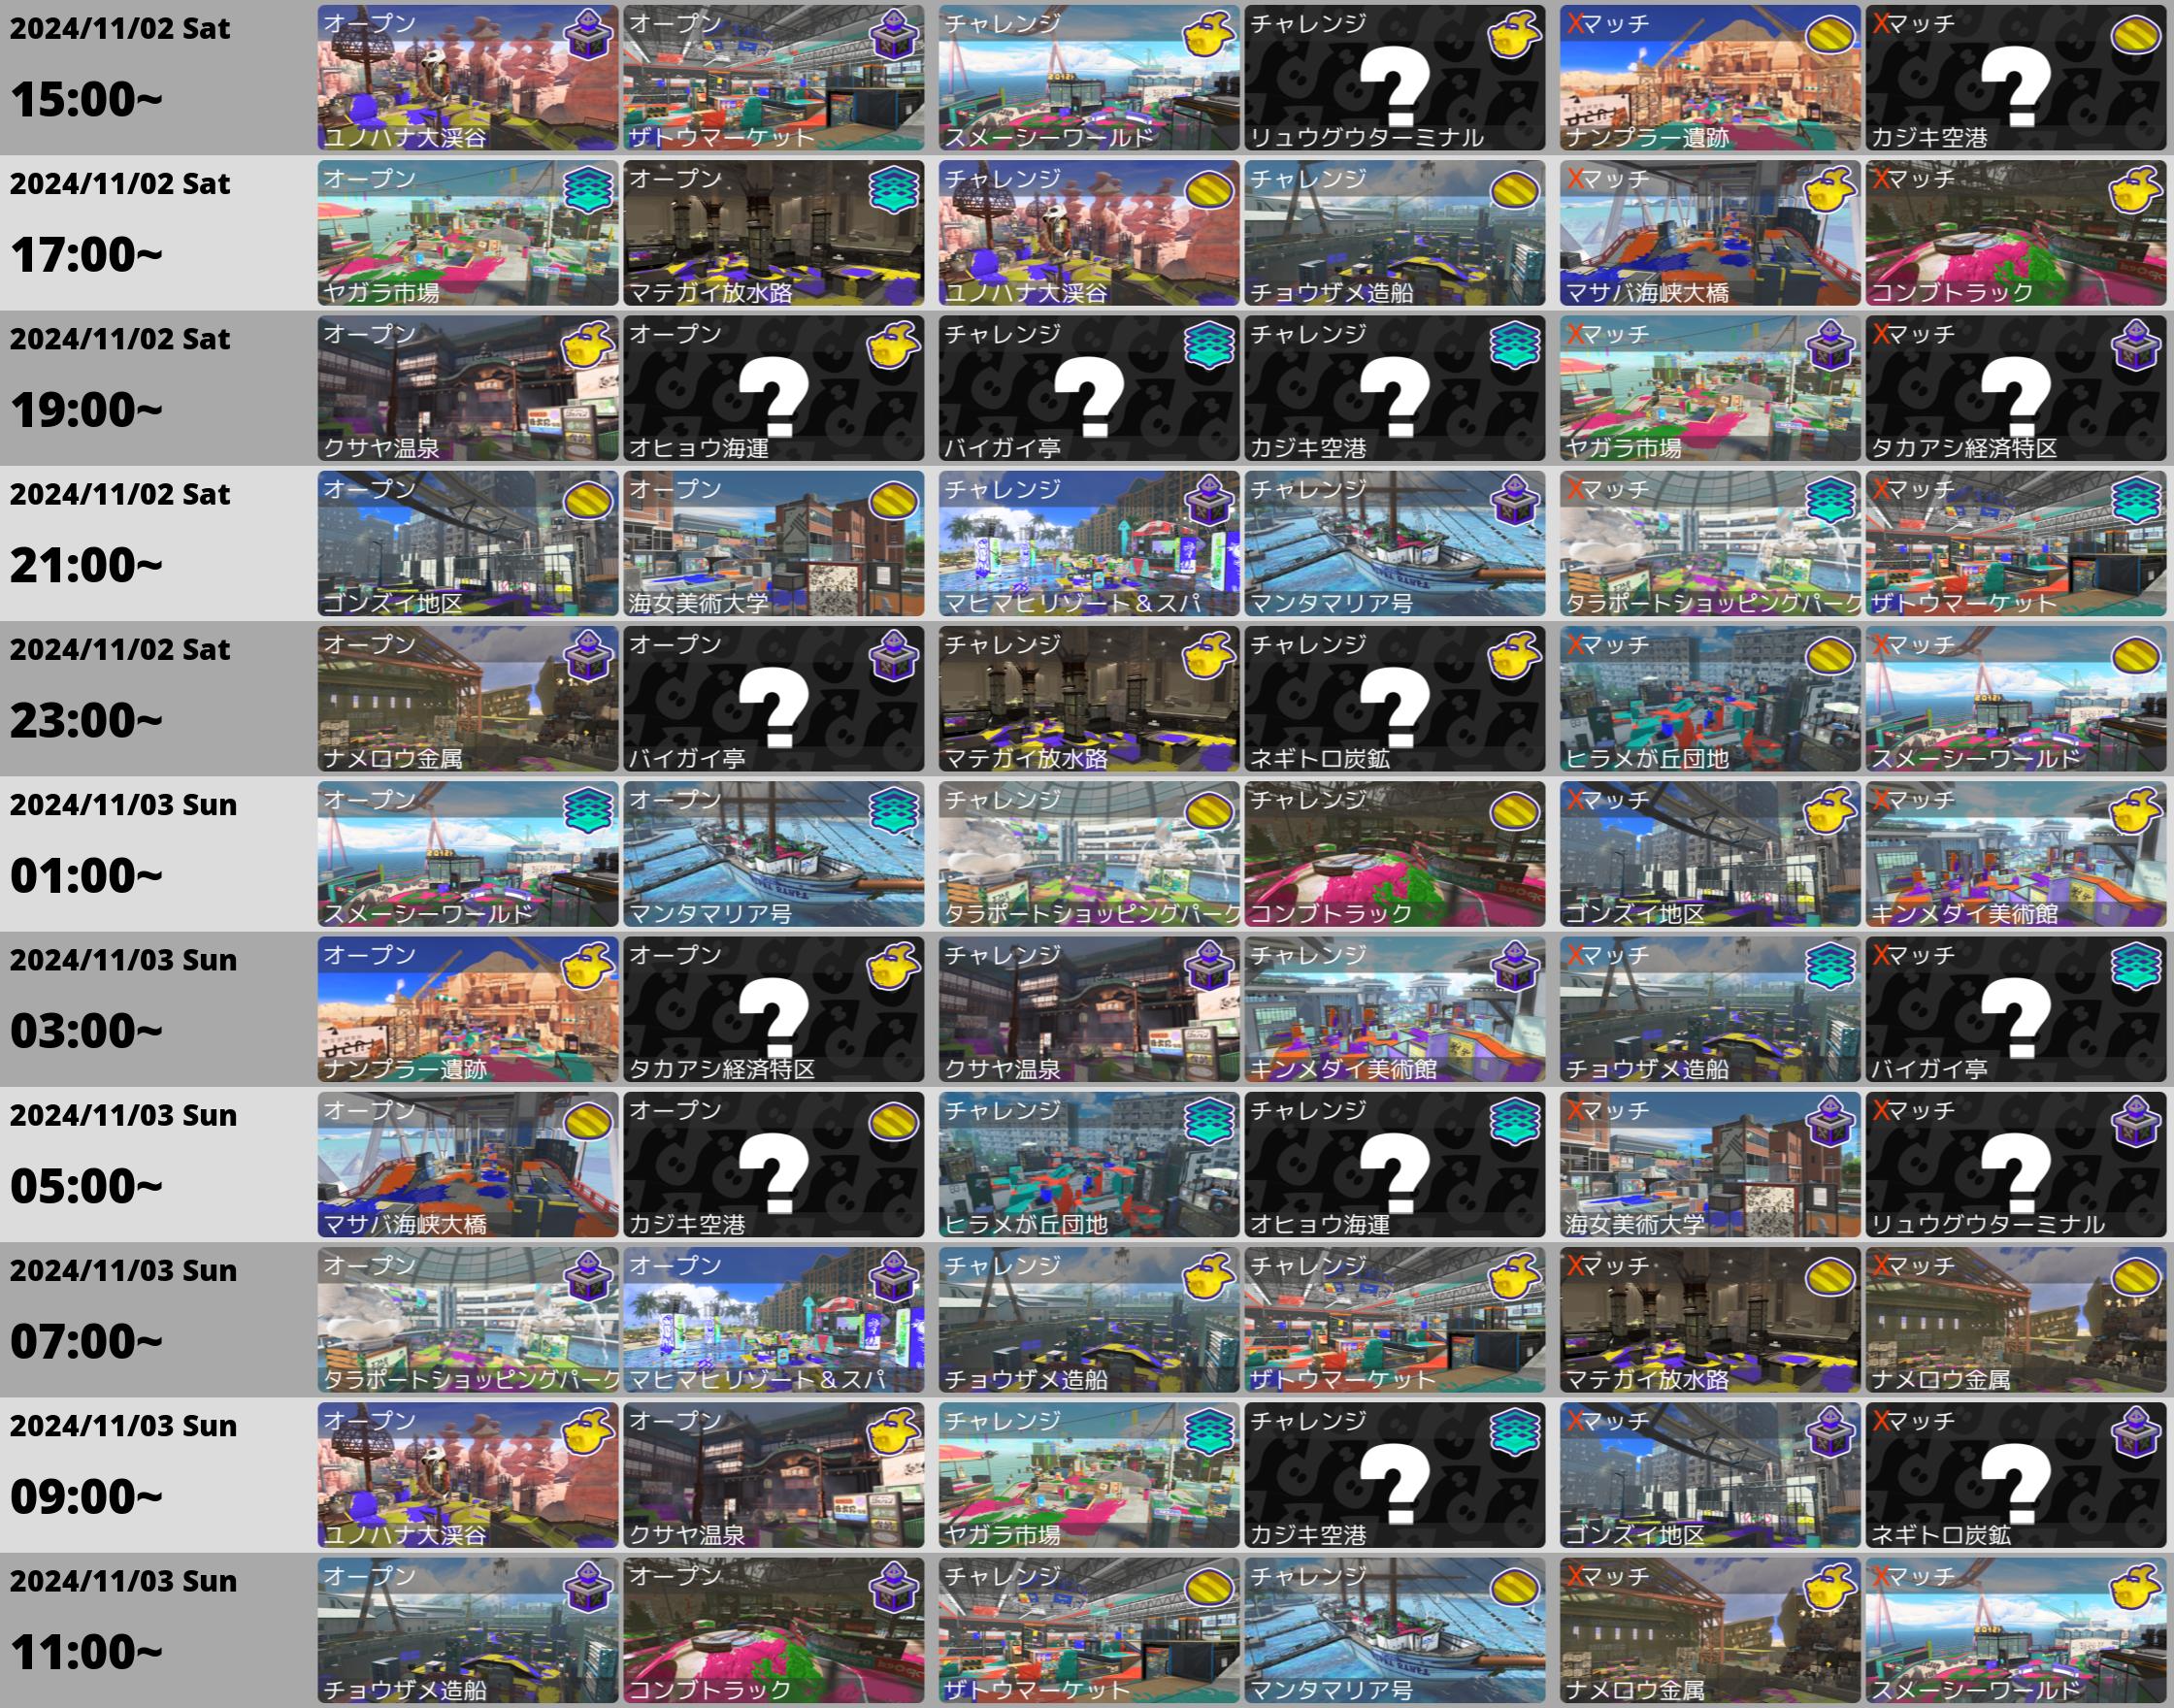 2024/11/02 Sat
15:00~
オープン
ユノハナ大渓谷
オープン
ザトウマーケット
チャレンジ
スメーシーワールド
チャレンジ
?
リュウグウターミナル
Xマッチ
ナンプラー遺跡
Xマッチ
?
カジキ空港
2024/11/02 Sat
17:00~
オープン
ヤガラ市場
オープン
マテガイ放水路
チャレンジ
ユノハナ大渓谷
チャレンジ
チョウザメ造船
Xマッチ
マサバ海峡大橋
Xマッチ
コンブトラック
2024/11/02 Sat
19:00~
オープン
クサヤ温泉
オープン
?
オヒョウ海運
チャレンジ
?
バイガイ亭
チャレンジ
?
カジキ空港
Xマッチ
ヤガラ市場
Xマッチ
?
タカアシ経済特区
2024/11/02 Sat
21:00~
オープン
ゴンズイ地区
オープン
海女美術大学
チャレンジ
マヒマヒリゾート＆スパ
チャレンジ
マンタマリア号
Xマッチ
タラポートショッピングパーク
Xマッチ
ザトウマーケット
2024/11/02 Sat
23:00~
オープン
ナメロウ金属
オープン
?
バイガイ亭
チャレンジ
マテガイ放水路
チャレンジ
?
ネギトロ炭鉱
Xマッチ
ヒラメが丘団地
Xマッチ
スメーシーワールド
2024/11/03 Sun
01:00~
オープン
スメーシーワールド
オープン
マンタマリア号
チャレンジ
タラポートショッピングパーク
チャレンジ
コンブトラック
Xマッチ
ゴンズイ地区
Xマッチ
キンメダイ美術館
2024/11/03 Sun
03:00~
オープン
ナンプラー遺跡
オープン
?
タカアシ経済特区
チャレンジ
クサヤ温泉
チャレンジ
キンメダイ美術館
Xマッチ
チョウザメ造船
Xマッチ
?
バイガイ亭
2024/11/03 Sun
05:00~
オープン
マサバ海峡大橋
オープン
?
カジキ空港
チャレンジ
ヒラメが丘団地
チャレンジ
?
オヒョウ海運
Xマッチ
海女美術大学
Xマッチ
?
リュウグウターミナル
2024/11/03 Sun
07:00~
オープン
タラポートショッピングパーク
オープン
マヒマヒリゾート＆スパ
チャレンジ
チョウザメ造船
チャレンジ
ザトウマーケット
Xマッチ
マテガイ放水路
Xマッチ
ナメロウ金属
2024/11/03 Sun
09:00~
オープン
ユノハナ大渓谷
オープン
クサヤ温泉
チャレンジ
ヤガラ市場
チャレンジ
?
カジキ空港
Xマッチ
ゴンズイ地区
Xマッチ
?
ネギトロ炭鉱
2024/11/03 Sun
11:00~
オープン
チョウザメ造船
オープン
コンブトラック
チャレンジ
ザトウマーケット
チャレンジ
マンタマリア号
Xマッチ
ナメロウ金属
Xマッチ
スメーシーワールド